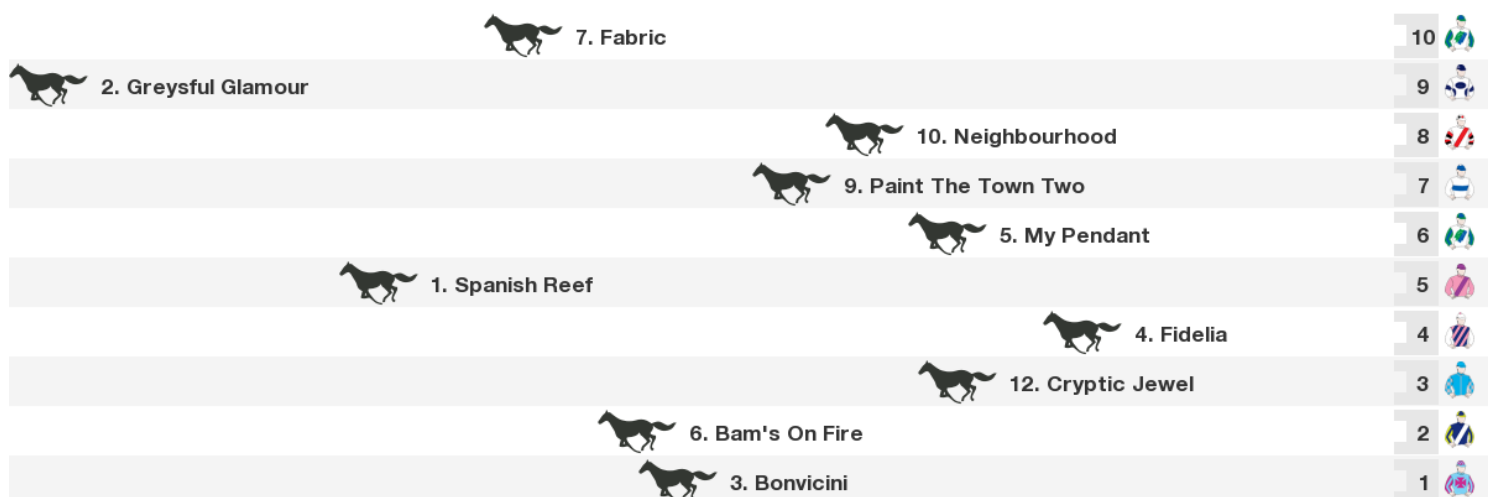 7. Fabric 10
2. Greysful Glamour 9
10. Neighbourhood 8
9. Paint The Town Two 7
5. My Pendant 6
1. Spanish Reef 5
4. Fidelia 4
12. Cryptic Jewel 3
6. Bam's On Fire 2
3. Bonvicini 1